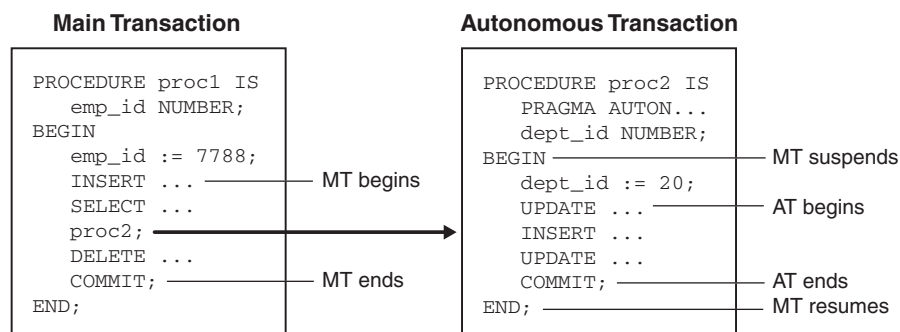 Main Transaction
PROCEDURE proc1 IS
emp_id NUMBER;
BEGIN
emp_id := 7788;
INSERT ... MT begins
SELECT ...
proc2;
DELETE ...
COMMIT; MT ends
END;
Autonomous Transaction
PROCEDURE proc2 IS
PRAGMA AUTON...
dept_id NUMBER;
BEGIN MT suspends
dept_id := 20;
UPDATE ... AT begins
INSERT ...
UPDATE ...
COMMIT; AT ends
END; MT resumes